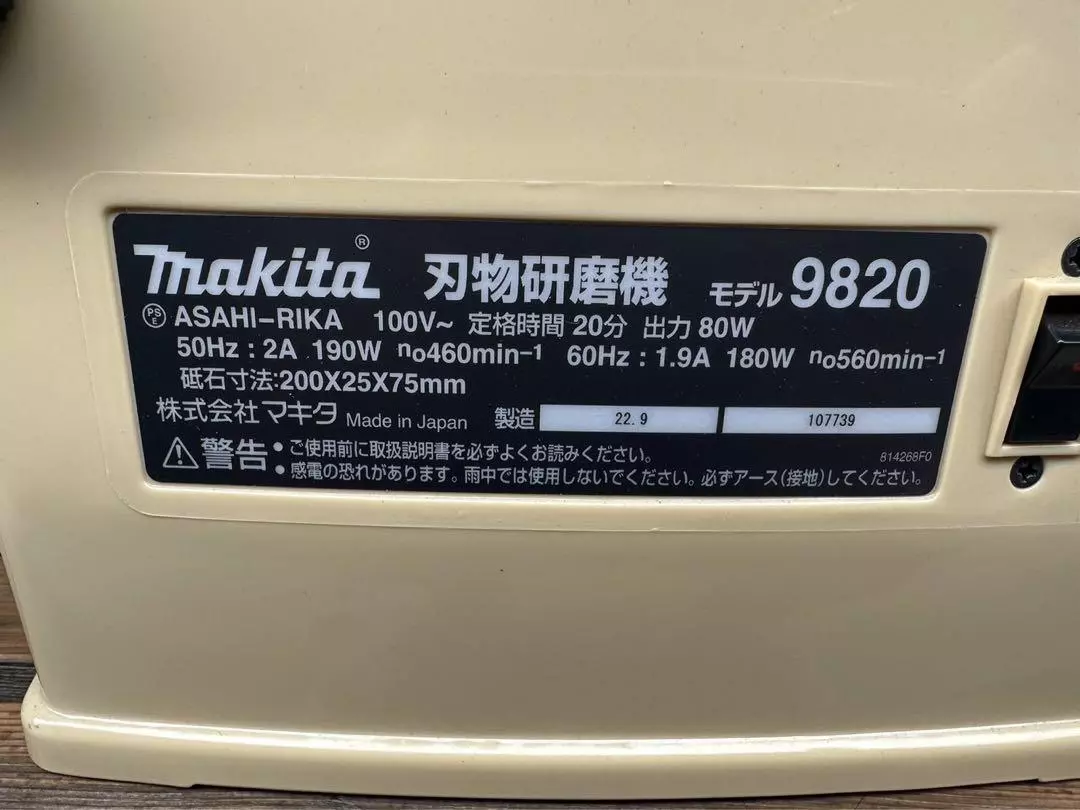 makita® 刃物研磨機 モデル 9820
PSE ASAHI-RIKA 100V~ 定格時間 20分 出力 80W
50Hz : 2A 190W no460min-1 60Hz : 1.9A 180W no560min-1
砥石寸法:200X25X75mm
株式会社 マキタ Made in Japan 製造 22.9 107739
警告 • ご使用前に取扱説明書を必ずよくお読みください。
• 感電の恐れがあります。雨中では使用しないでください。必ずアース(接地)してください。
814268F0